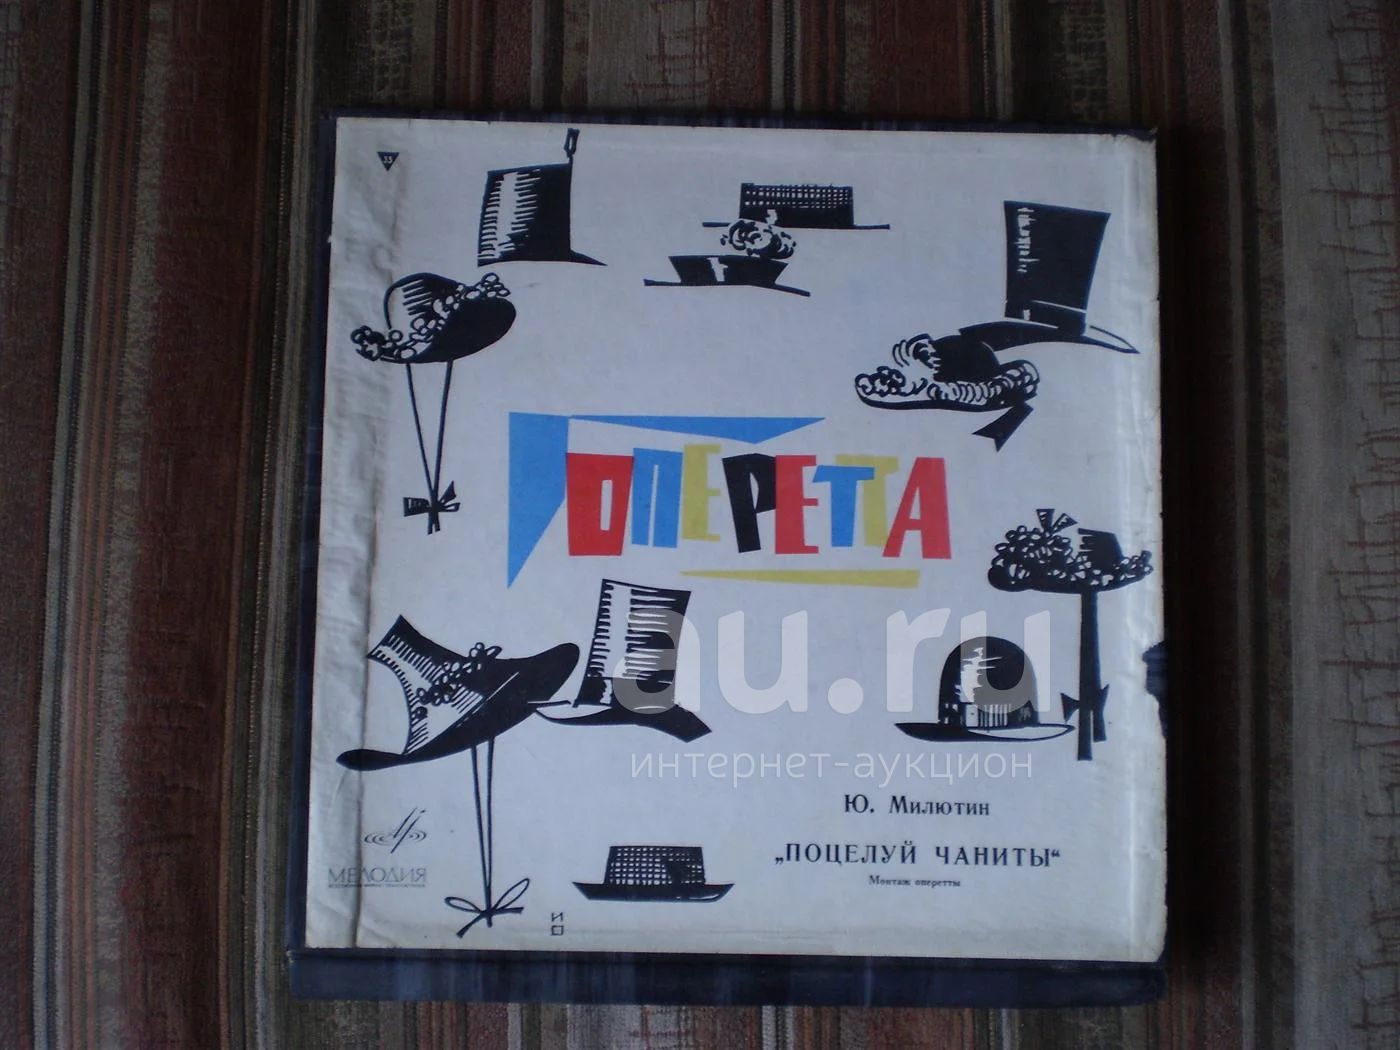 33
ОПЕРЕТТА
au.ru
интернет-аукцион
Ю. Милютин
„ПОЦЕЛУЙ ЧАНИТЫ“
Монтаж оперетты
МЕЛОДИЯ
ИО